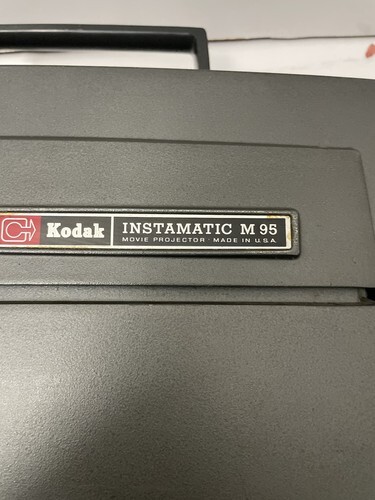 Kodak INSTAMATIC M 95
MOVIE PROJECTOR · MADE IN U.S.A.